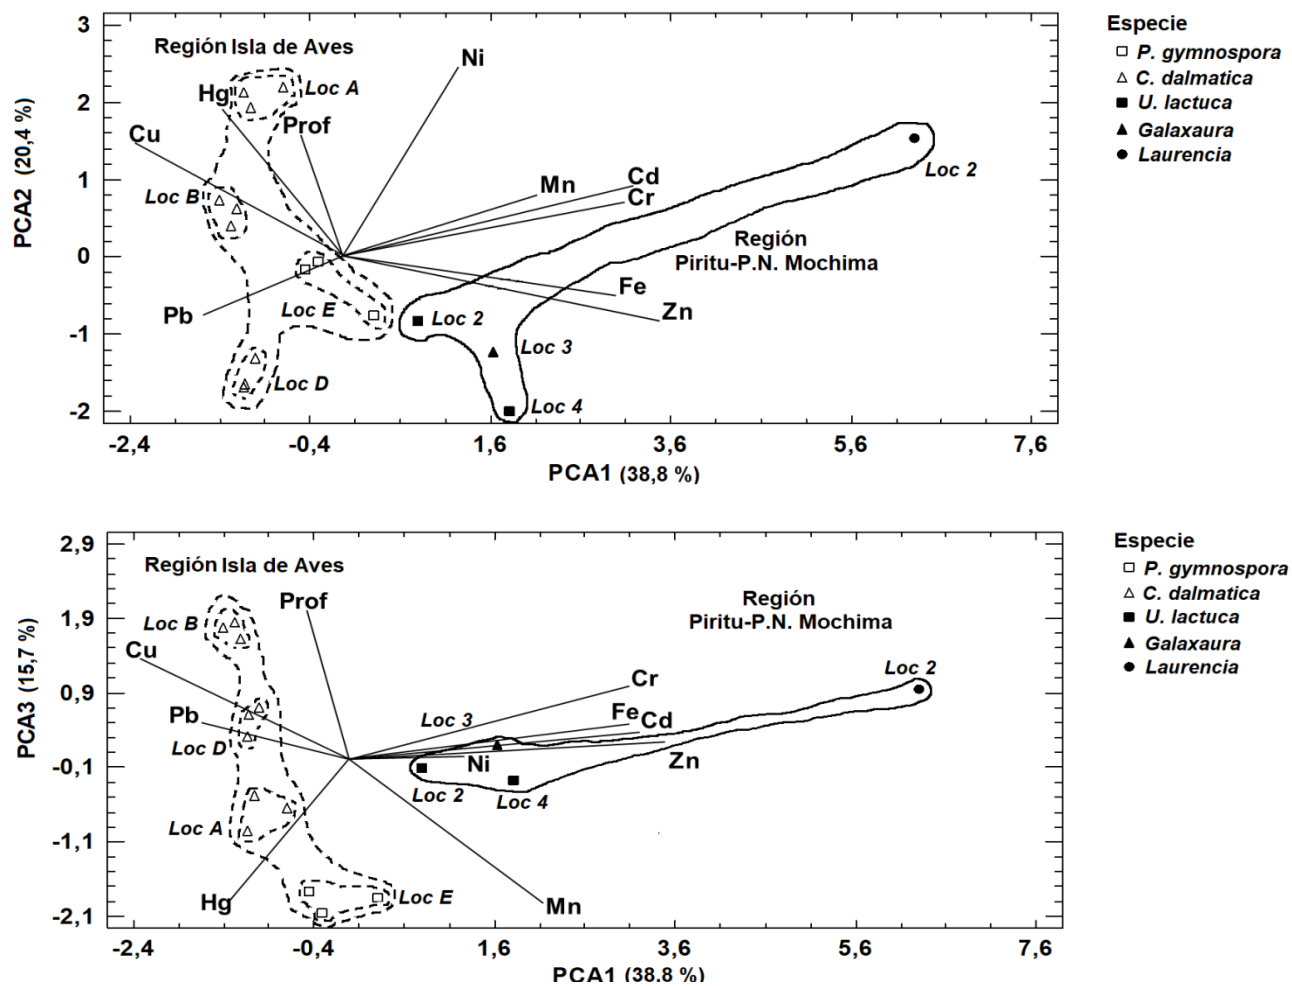 3
2
1
0
-1
-2
PCA2 (20,4 %)
Región Isla de Aves
Loc A
Ni
Hg
Prof
Cu
Loc B
Mn
Cd
Cr
Loc 2
Región
Piritu-P.N. Mochima
Pb
Loc E
Fe
Zn
Loc 2
Loc 3
Loc D
Loc 4
-2,4
-0,4
1,6
3,6
5,6
7,6
PCA1 (38,8 %)
Especie
P. gymnospora
C. dalmatica
U. lactuca
Galaxaura
Laurencia
2,9
1,9
0,9
-0,1
-1,1
-2,1
PCA3 (15,7 %)
Región Isla de Aves
Prof
Región
Piritu-P.N. Mochima
Loc B
Cu
Loc 2
Cr
Pb
Loc 3
Fe
Cd
Loc D
Ni
Zn
Loc 2
Loc 4
Loc A
Hg
Loc E
Mn
-2,4
-0,4
1,6
3,6
5,6
7,6
PCA1 (38,8 %)
Especie
P. gymnospora
C. dalmatica
U. lactuca
Galaxaura
Laurencia